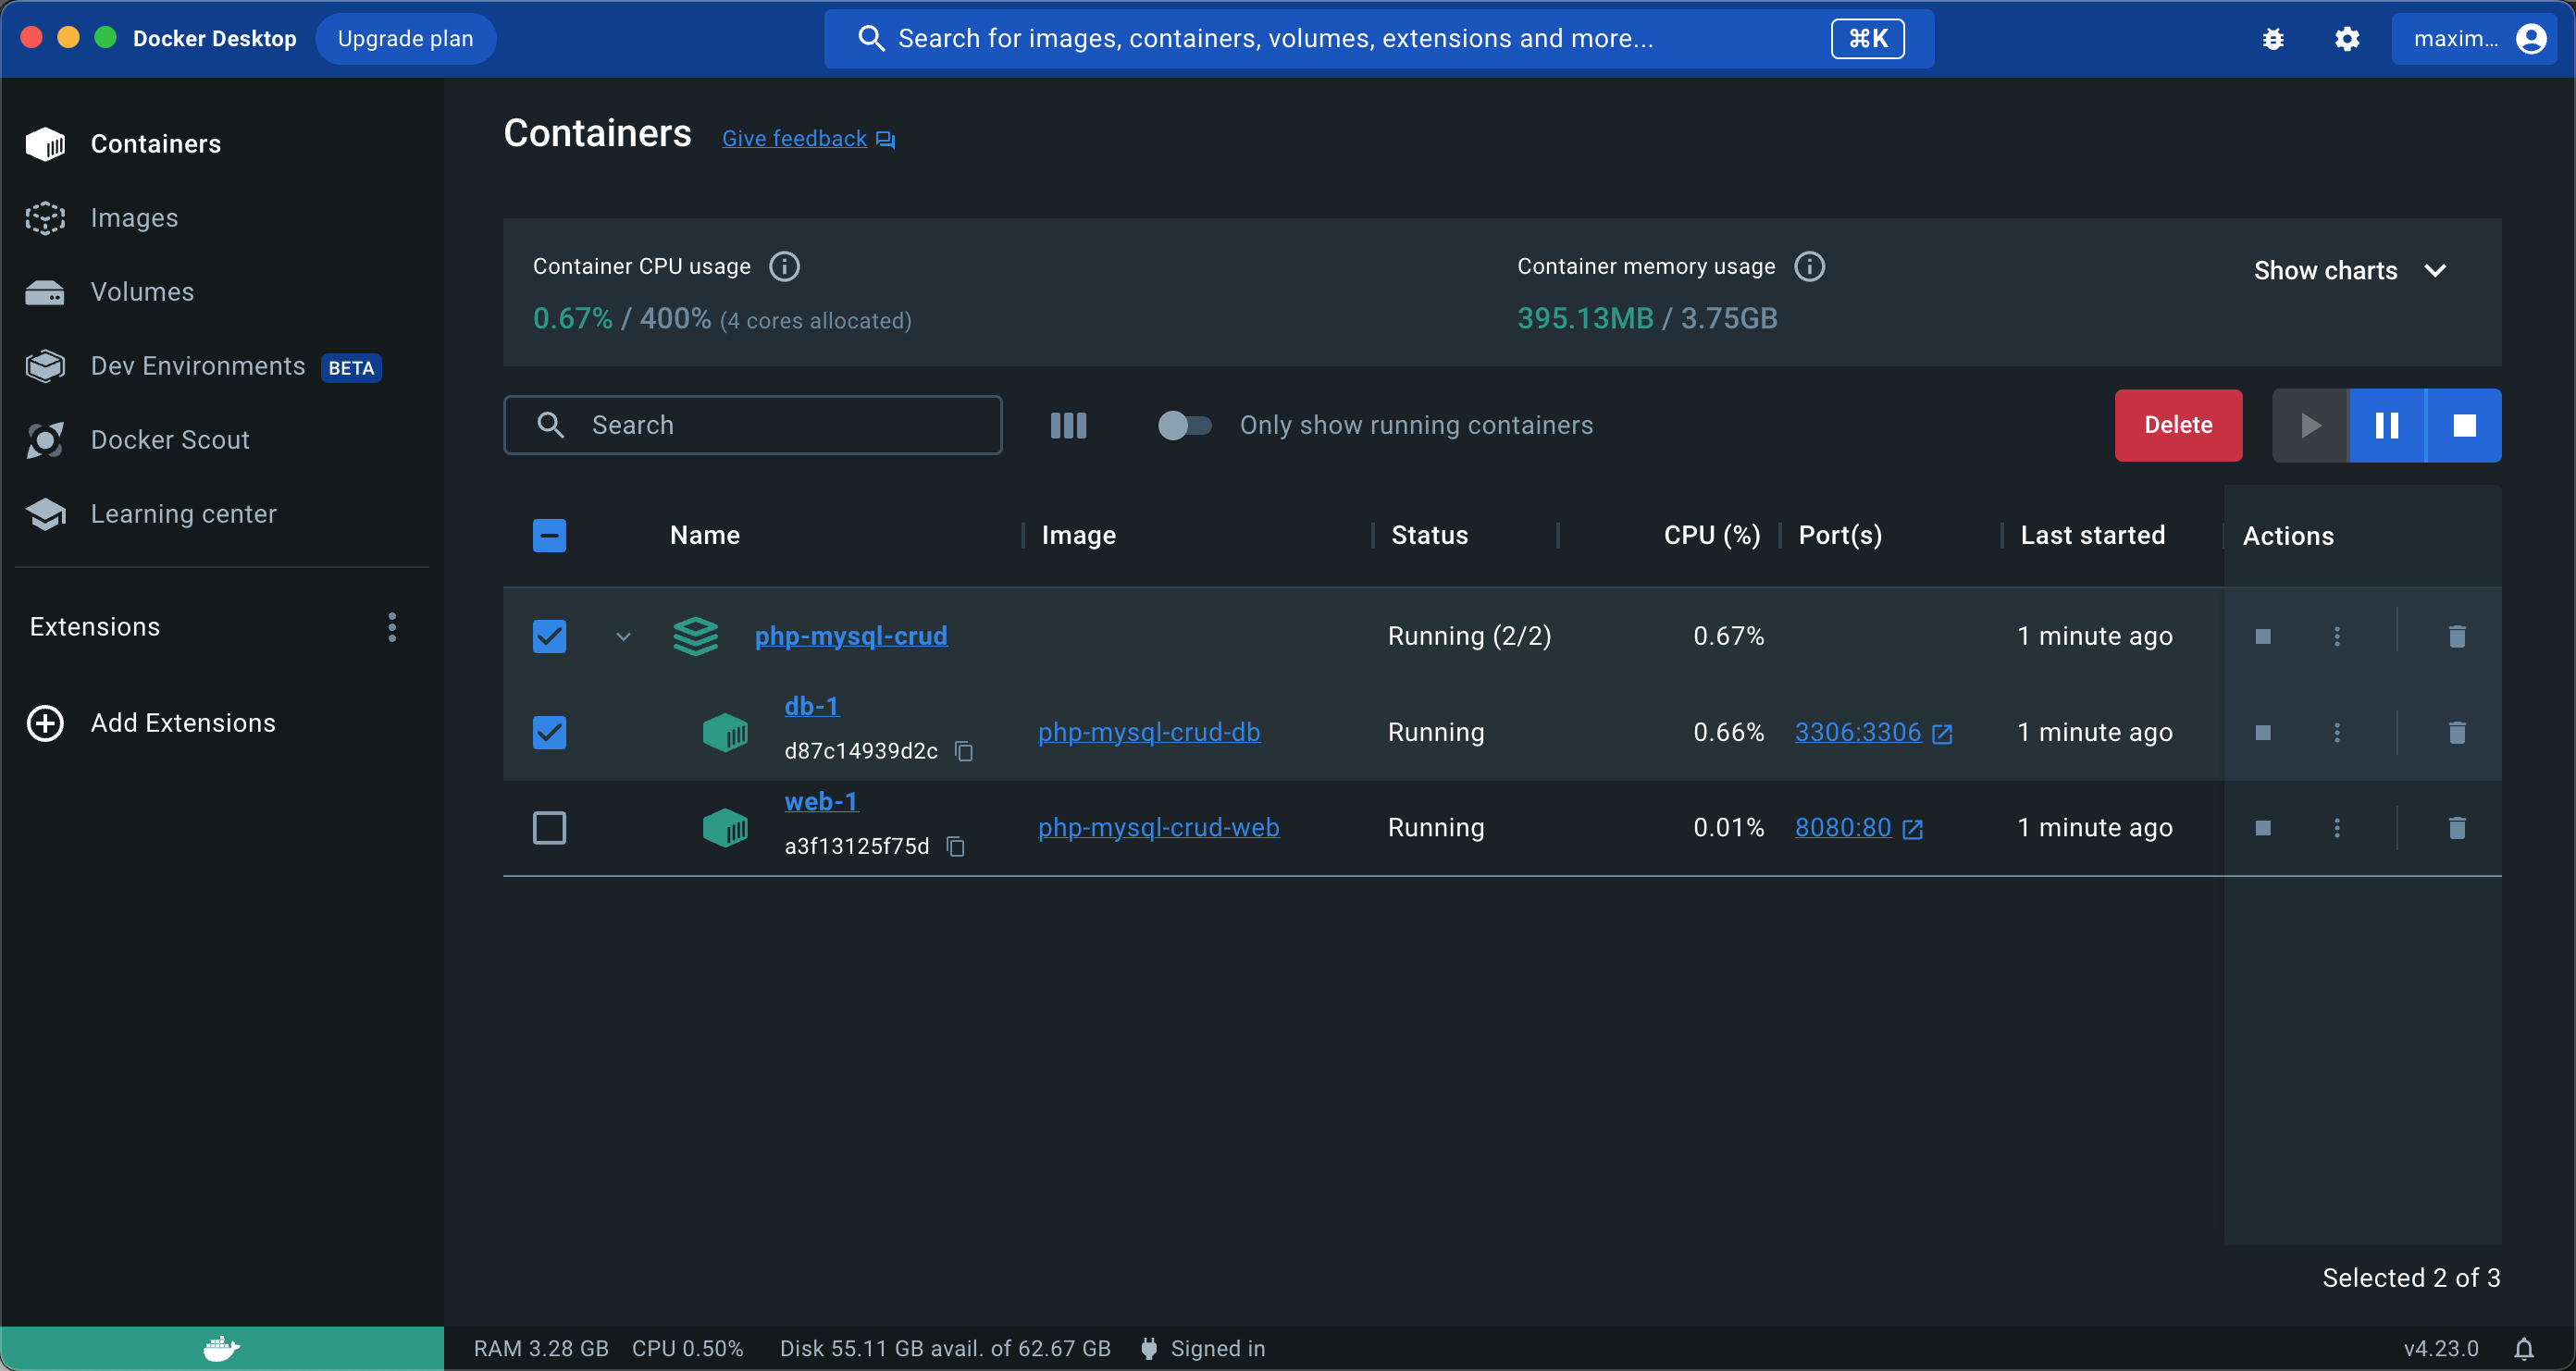 Docker Desktop
Upgrade plan
Search for images, containers, volumes, extensions and more...
⌘K
maxim...
Containers
Images
Volumes
Dev Environments BETA
Docker Scout
Learning center
Extensions
Add Extensions
Containers Give feedback
Container CPU usage
0.67% / 400% (4 cores allocated)
Container memory usage
395.13MB / 3.75GB
Show charts
Search
Only show running containers
Delete
Name Image Status CPU (%) Port(s) Last started Actions
php-mysql-crud Running (2/2) 0.67% 1 minute ago
db-1
d87c14939d2c
php-mysql-crud-db Running 0.66% 3306:3306 1 minute ago
web-1
a3f13125f75d
php-mysql-crud-web Running 0.01% 8080:80 1 minute ago
Selected 2 of 3
RAM 3.28 GB CPU 0.50% Disk 55.11 GB avail. of 62.67 GB Signed in
v4.23.0